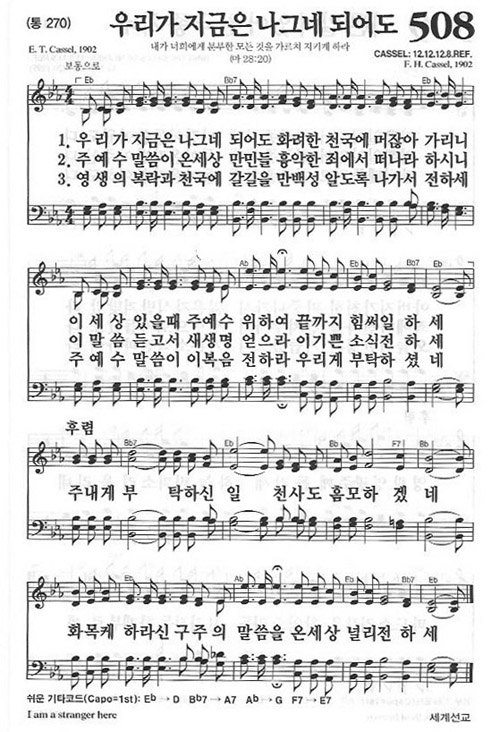 (통 270) 우리가 지금은 나그네 되어도 508
E. T. Cassel, 1902 내가 너희에게 분부한 모든 것을 가르쳐 지키게 하라 CASSEL: 12.12.12.8.REF.
(마 28:20) F. H. Cassel, 1902
보통으로
Eb
1. 우 리 가 지금은 나그네 되어도 화려한 천국에 머잖아 가리니
2. 주 예 수 말씀이 온세상 만민들 흉악한 죄에서 떠나라 하시니
3. 영 생 의 복락과 천국에 갈길을 만백성 알도록 나가서 전하세
Ab Eb Bb7 Eb
이 세 상 있을때 주예수 위하여 끝까지 힘써일 하 세
이 말 씀 듣고서 새생명 얻으라 이기쁜 소식전 하 세
주 예 수 말씀이 이복음 전하라 우리게 부탁하 셨 네
후렴
Bb7 Eb Bb F7 Bb
주내게 부 탁하신 일 천사도 흠모하 겠 네
Eb Ab Eb Bb7 Eb
화목케 하라신 구주 의 말씀을 온세상 널리전 하 세
쉬운 기타코드(Capo=1st): Eb → D Bb7 → A7 Ab → G F7 → E7
I am a stranger here 세계선교